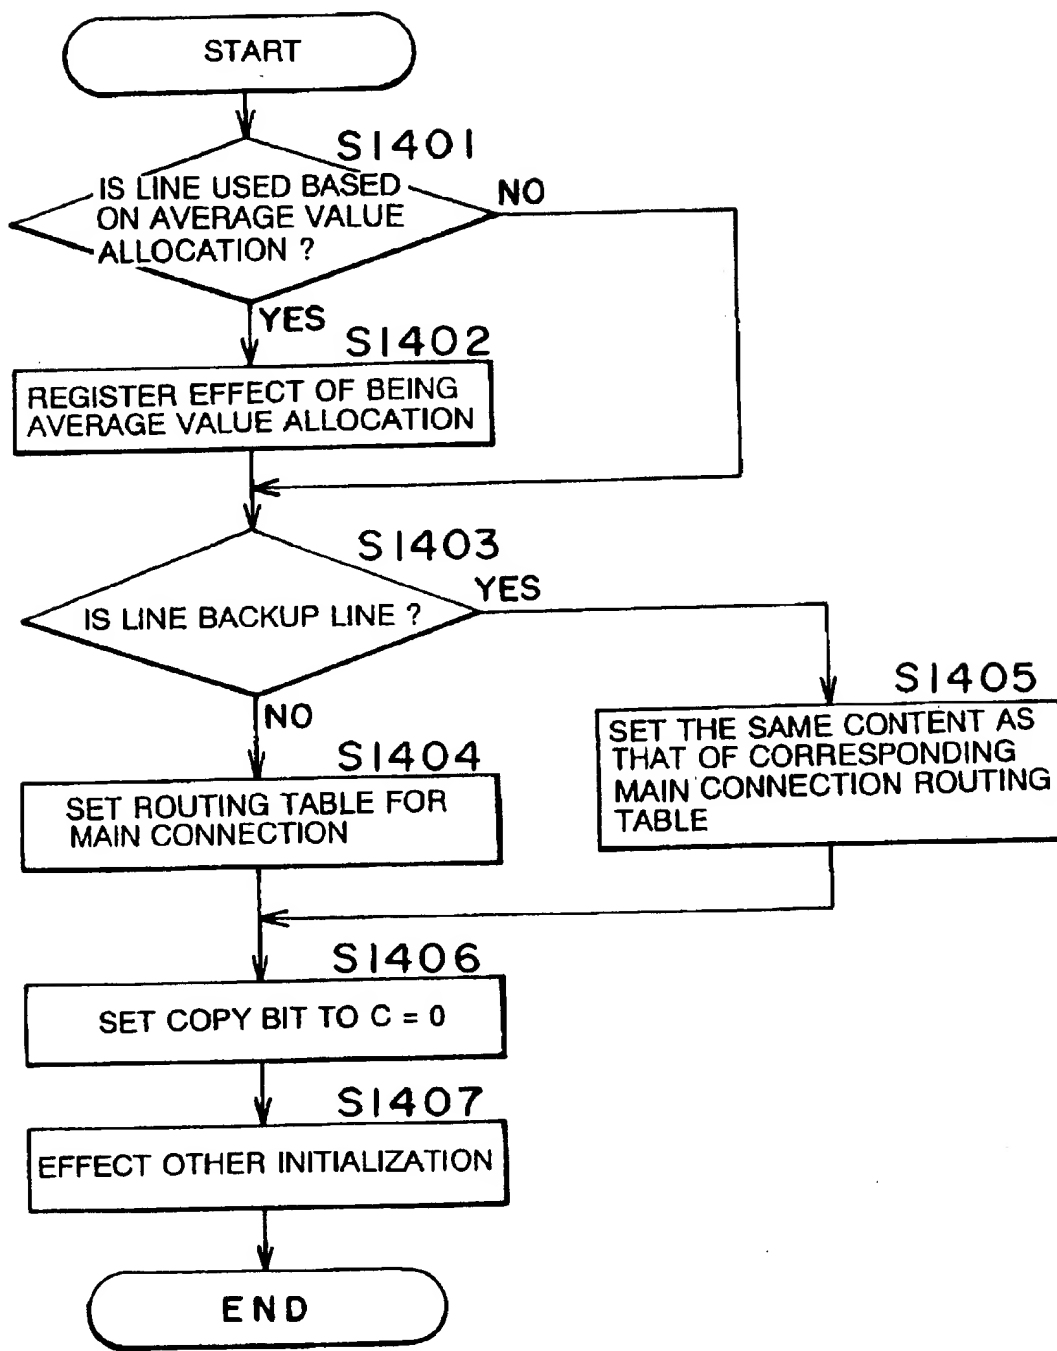 START
S1401
IS LINE USED BASED
ON AVERAGE VALUE
ALLOCATION ?
NO
YES
S1402
REGISTER EFFECT OF BEING
AVERAGE VALUE ALLOCATION
S1403
IS LINE BACKUP LINE ?
YES
NO
S1404
SET ROUTING TABLE FOR
MAIN CONNECTION
S1405
SET THE SAME CONTENT AS
THAT OF CORRESPONDING
MAIN CONNECTION ROUTING
TABLE
S1406
SET COPY BIT TO C = 0
S1407
EFFECT OTHER INITIALIZATION
END